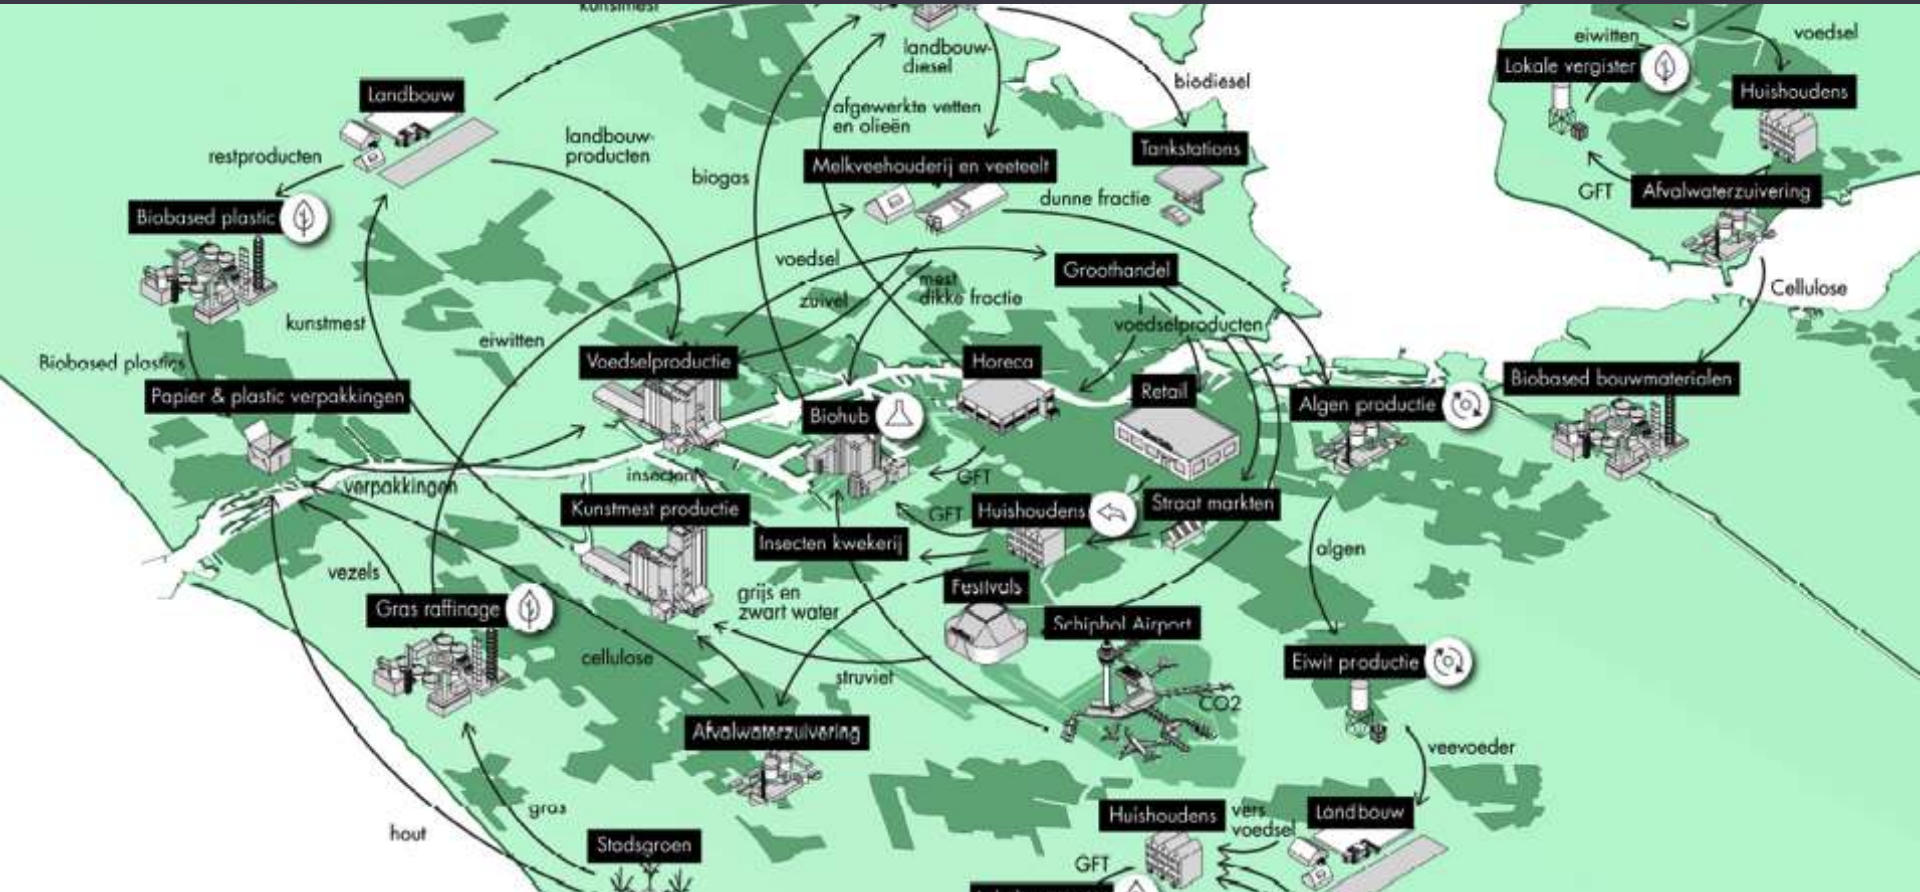 kunstmest
landbouw-
diesel
biodiesel
eiwitten
voedsel
Lokale vergister
Huishoudens
Landbouw
afgewerkte vetten
en olieën
landbouw-
producten
restproducten
biogas
Melkveehouderij en veeteelt
Tankstations
dunne fractie
GFT
Afvalwaterzuivering
Biobased plastic
voedsel
Groothandel
zuivel
mest
dikke fractie
Cellulose
kunstmest
eiwitten
voedselproducten
Biobased plastics
Voedselproductie
Horeca
Papier & plastic verpakkingen
Biohub
Retail
Algen productie
Biobased bouwmaterialen
insecten
GFT
verpakkingen
Kunstmest productie
GFT
Huishoudens
Straat markten
Insecten kwekerij
algen
vezels
Festivals
grijs en
zwart water
Gras raffinage
Schiphol Airport
cellulose
struviet
Eiwit productie
CO2
Afvalwaterzuivering
veevoeder
gras
hout
Huishoudens
vers
voedsel
Landbouw
Stadsgroen
GFT